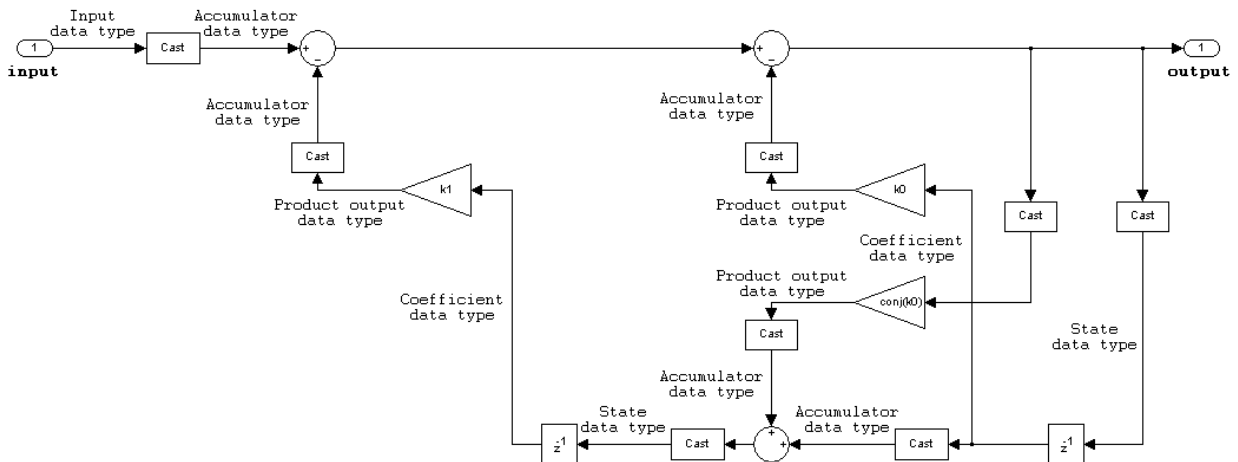 Input
data type
Accumulator
data type
1
Cast
+
−
+
−
1
input
output
Accumulator
data type
Accumulator
data type
Cast
Cast
k1
k0
Product output
data type
Product output
data type
Cast
Cast
Coefficient
data type
Product output
data type
conj(k0)
Coefficient
data type
Cast
State
data type
Accumulator
data type
State
data type
Accumulator
data type
z-1
Cast
+
+
Cast
z-1